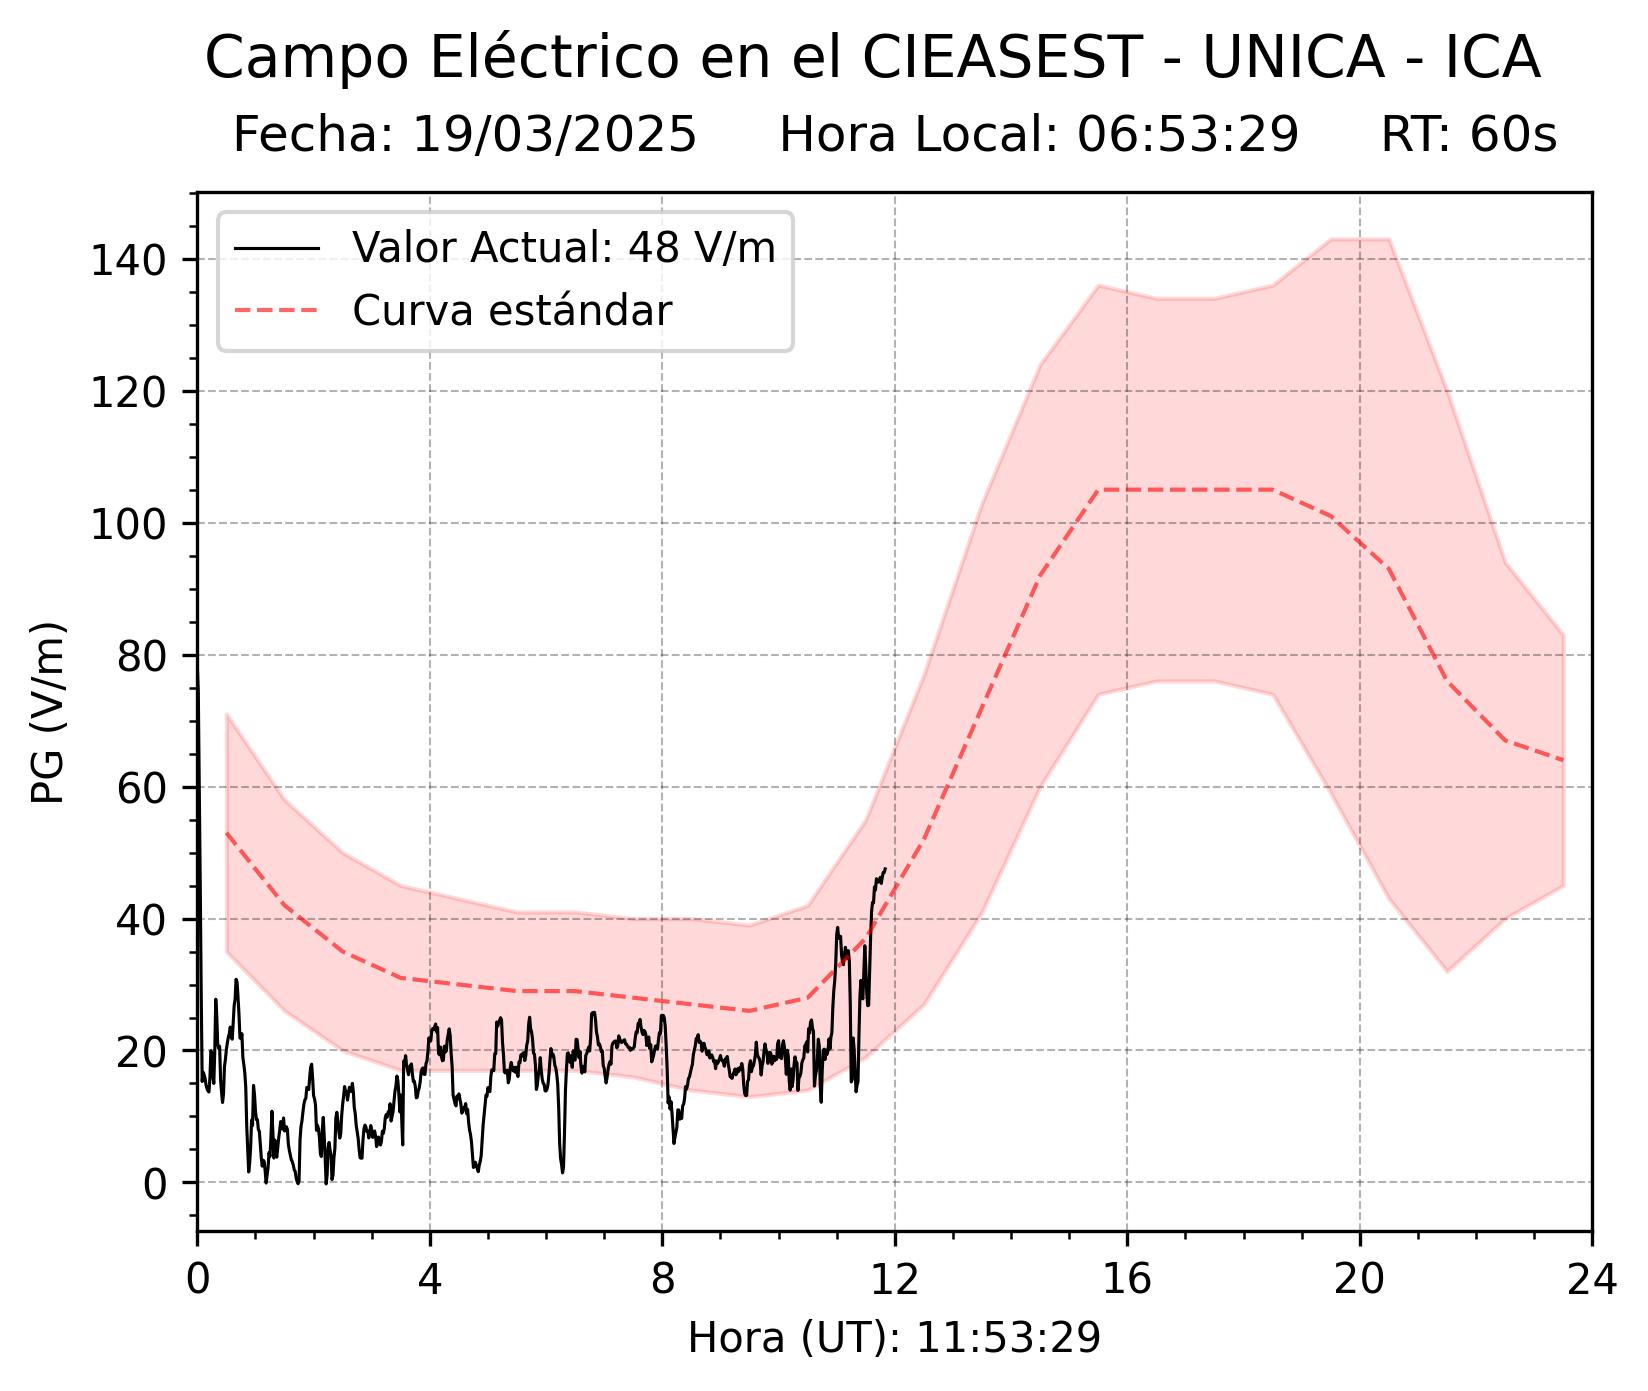 Campo Eléctrico en el CIEASEST - UNICA - ICA
Fecha: 19/03/2025 Hora Local: 06:53:29 RT: 60s
Valor Actual: 48 V/m
Curva estándar
140
120
100
80
60
40
20
0
PG (V/m)
0 4 8 12 16 20 24
Hora (UT): 11:53:29